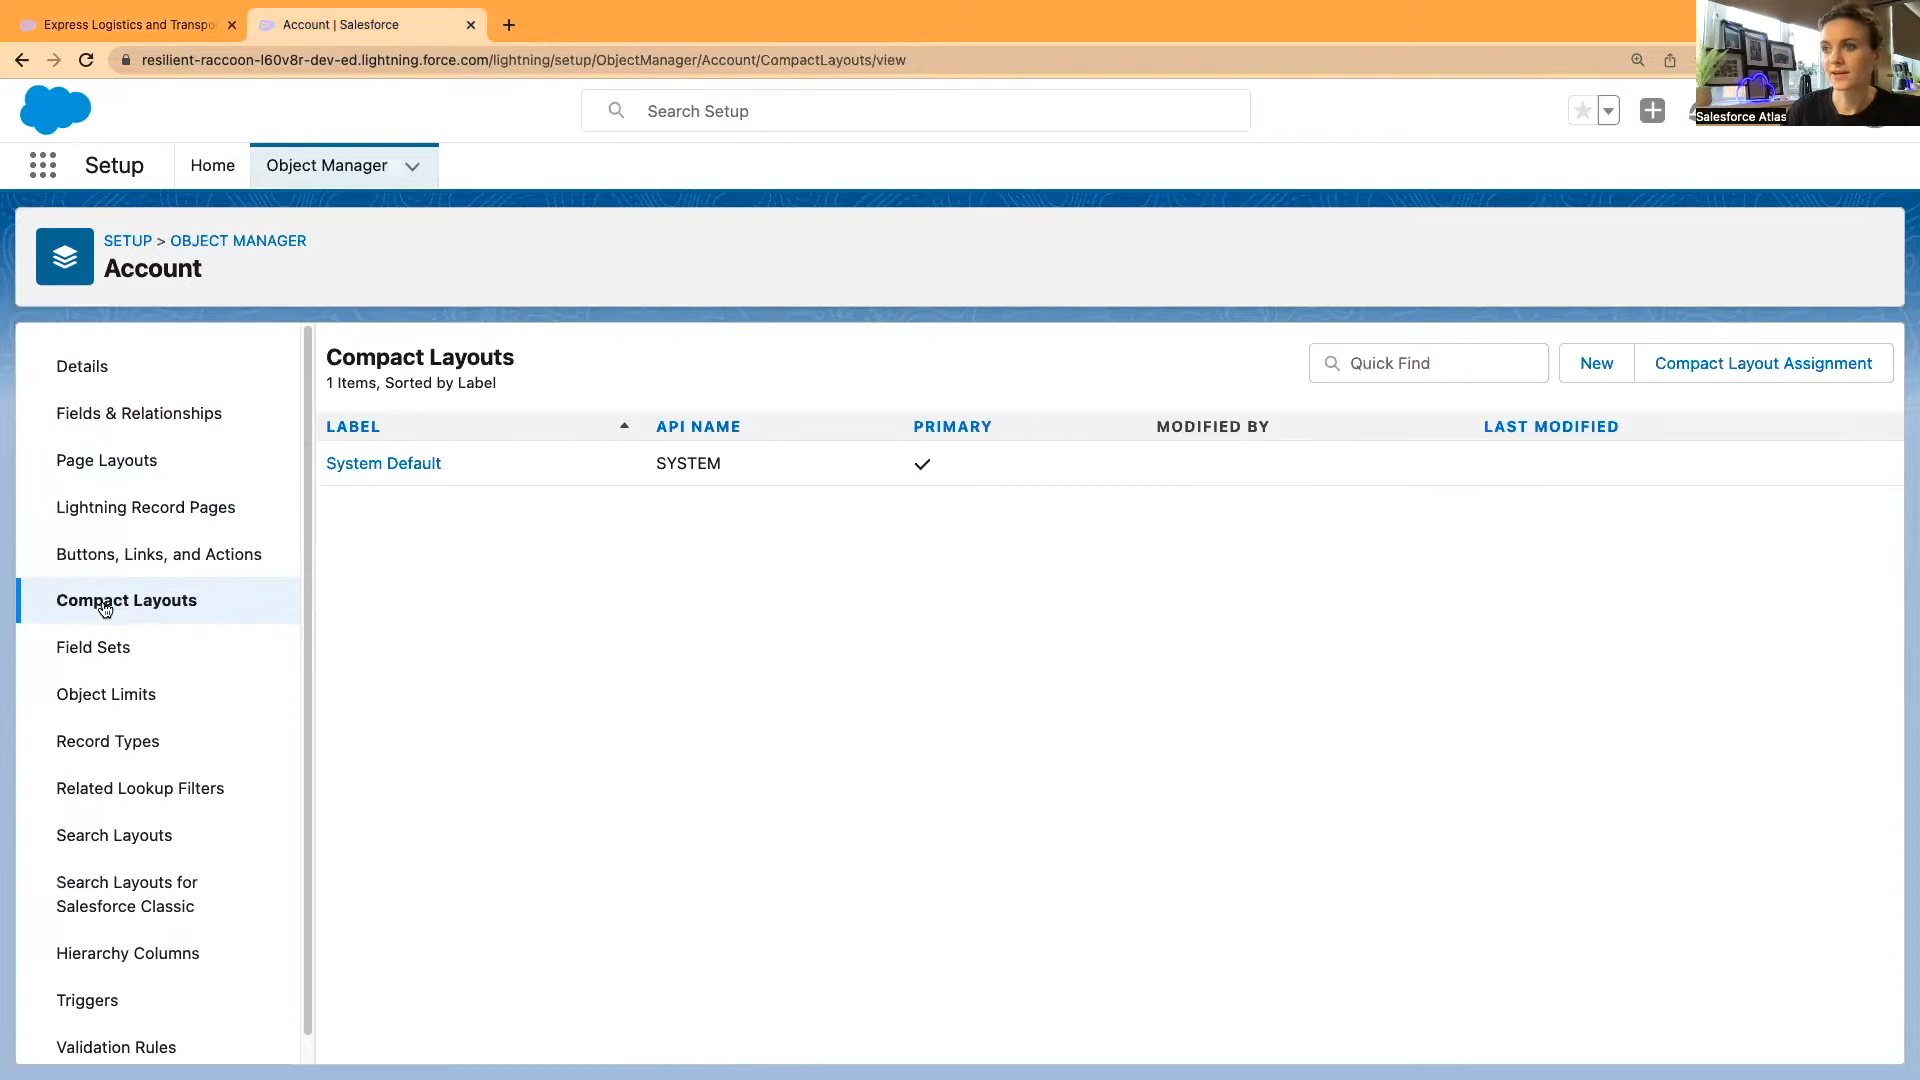 Express Logistics and Transpo
Account | Salesforce
resilient-raccoon-l60v8r-dev-ed.lightning.force.com/lightning/setup/ObjectManager/Account/CompactLayouts/view
Salesforce Atlas
Search Setup
Setup
Home
Object Manager
SETUP > OBJECT MANAGER
Account
Details
Fields & Relationships
Page Layouts
Lightning Record Pages
Buttons, Links, and Actions
Compact Layouts
Field Sets
Object Limits
Record Types
Related Lookup Filters
Search Layouts
Search Layouts for
Salesforce Classic
Hierarchy Columns
Triggers
Validation Rules
Compact Layouts
1 Items, Sorted by Label
Quick Find
New
Compact Layout Assignment
LABEL API NAME PRIMARY MODIFIED BY LAST MODIFIED
System Default SYSTEM